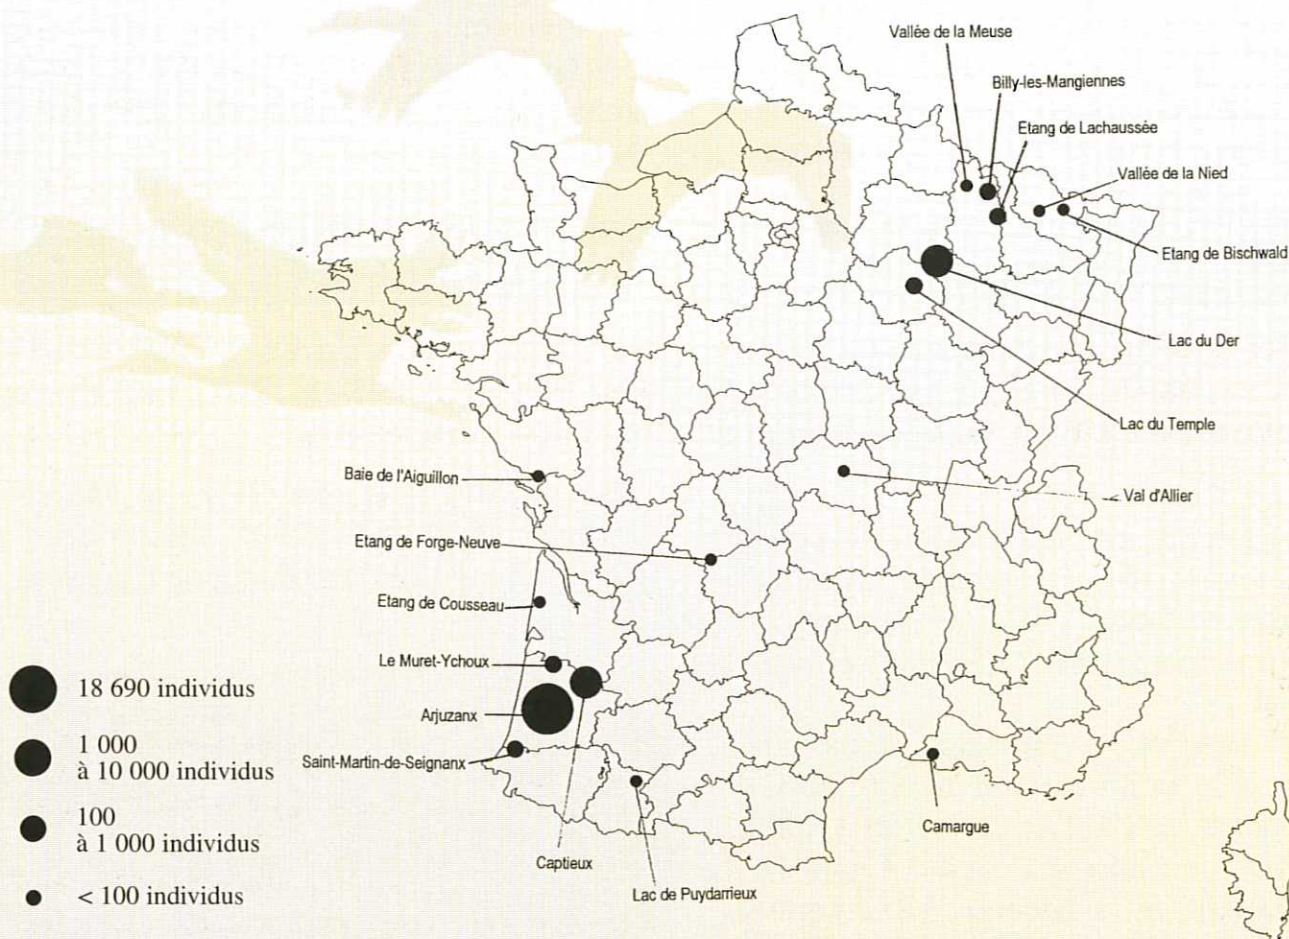 Vallée de la Meuse
Billy-les-Mangiennes
Etang de Lachaussée
Vallée de la Nied
Etang de Bischwald
Lac du Der
Lac du Temple
Baie de l'Aiguillon
Val d'Allier
Etang de Forge-Neuve
Etang de Cousseau
Le Muret-Ychoux
Arjuzanx
Saint-Martin-de-Seignanx
Captieux
Lac de Puydarrieux
Camargue
18 690 individus
1 000
à 10 000 individus
100
à 1 000 individus
< 100 individus